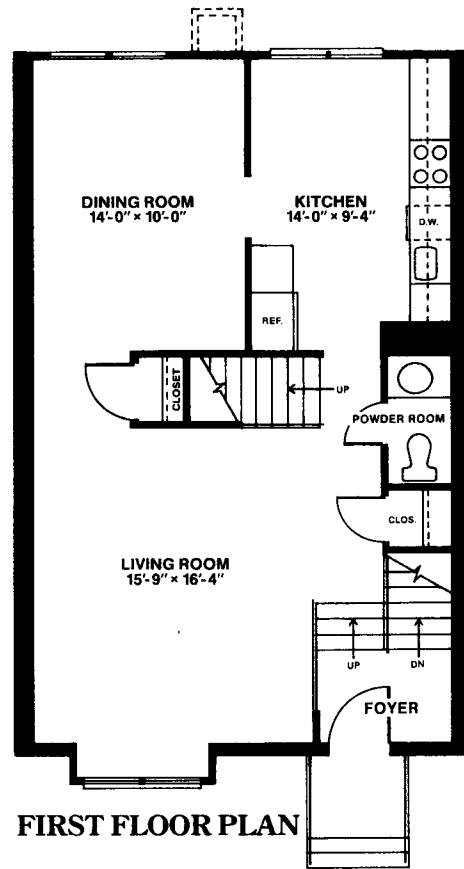 DINING ROOM
14'-0" × 10'-0"
KITCHEN
14'-0" × 9'-4"
D.W.
REF.
CLOSET
UP
POWDER ROOM
CLOS.
LIVING ROOM
15'-9" × 16'-4"
UP
DN
FOYER
FIRST FLOOR PLAN